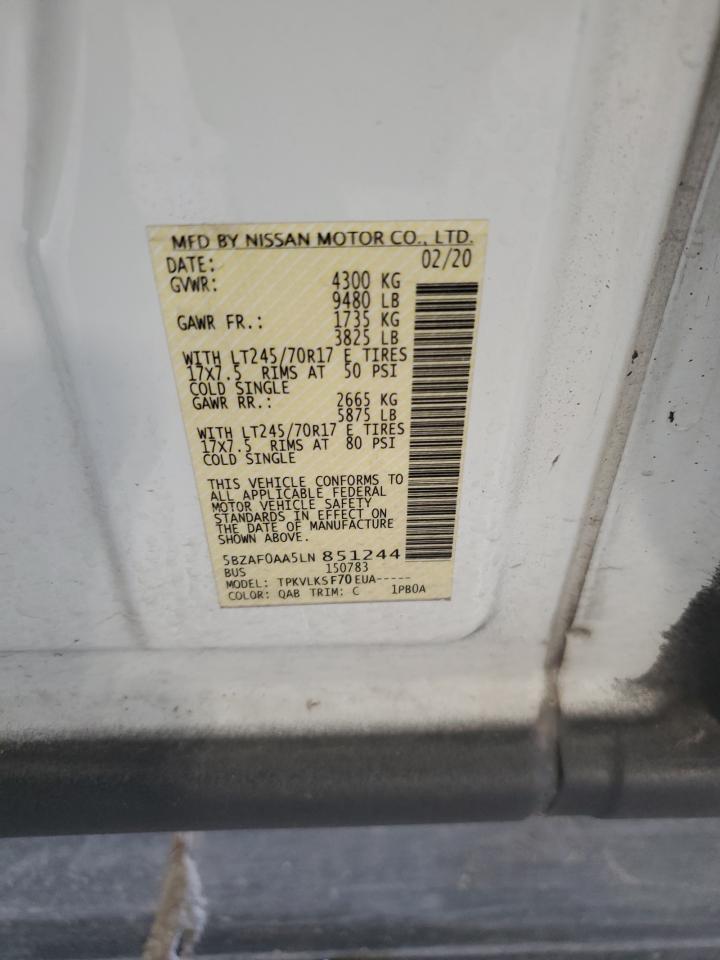 MFD BY NISSAN MOTOR CO., LTD.
DATE: 02/20
GVWR: 4300 KG
9480 LB
GAWR FR.: 1735 KG
3825 LB
WITH LT245/70R17 E TIRES
17X7.5 RIMS AT 50 PSI
COLD SINGLE
GAWR RR.: 2665 KG
5875 LB
WITH LT245/70R17 E TIRES
17X7.5 RIMS AT 80 PSI
COLD SINGLE
THIS VEHICLE CONFORMS TO
ALL APPLICABLE FEDERAL
MOTOR VEHICLE SAFETY
STANDARDS IN EFFECT ON
THE DATE OF MANUFACTURE
SHOWN ABOVE.
5BZAF0AA5LN 851244
BUS 150783
MODEL: TPKVLKSF70EUA-----
COLOR: QAB TRIM: C 1PB0A